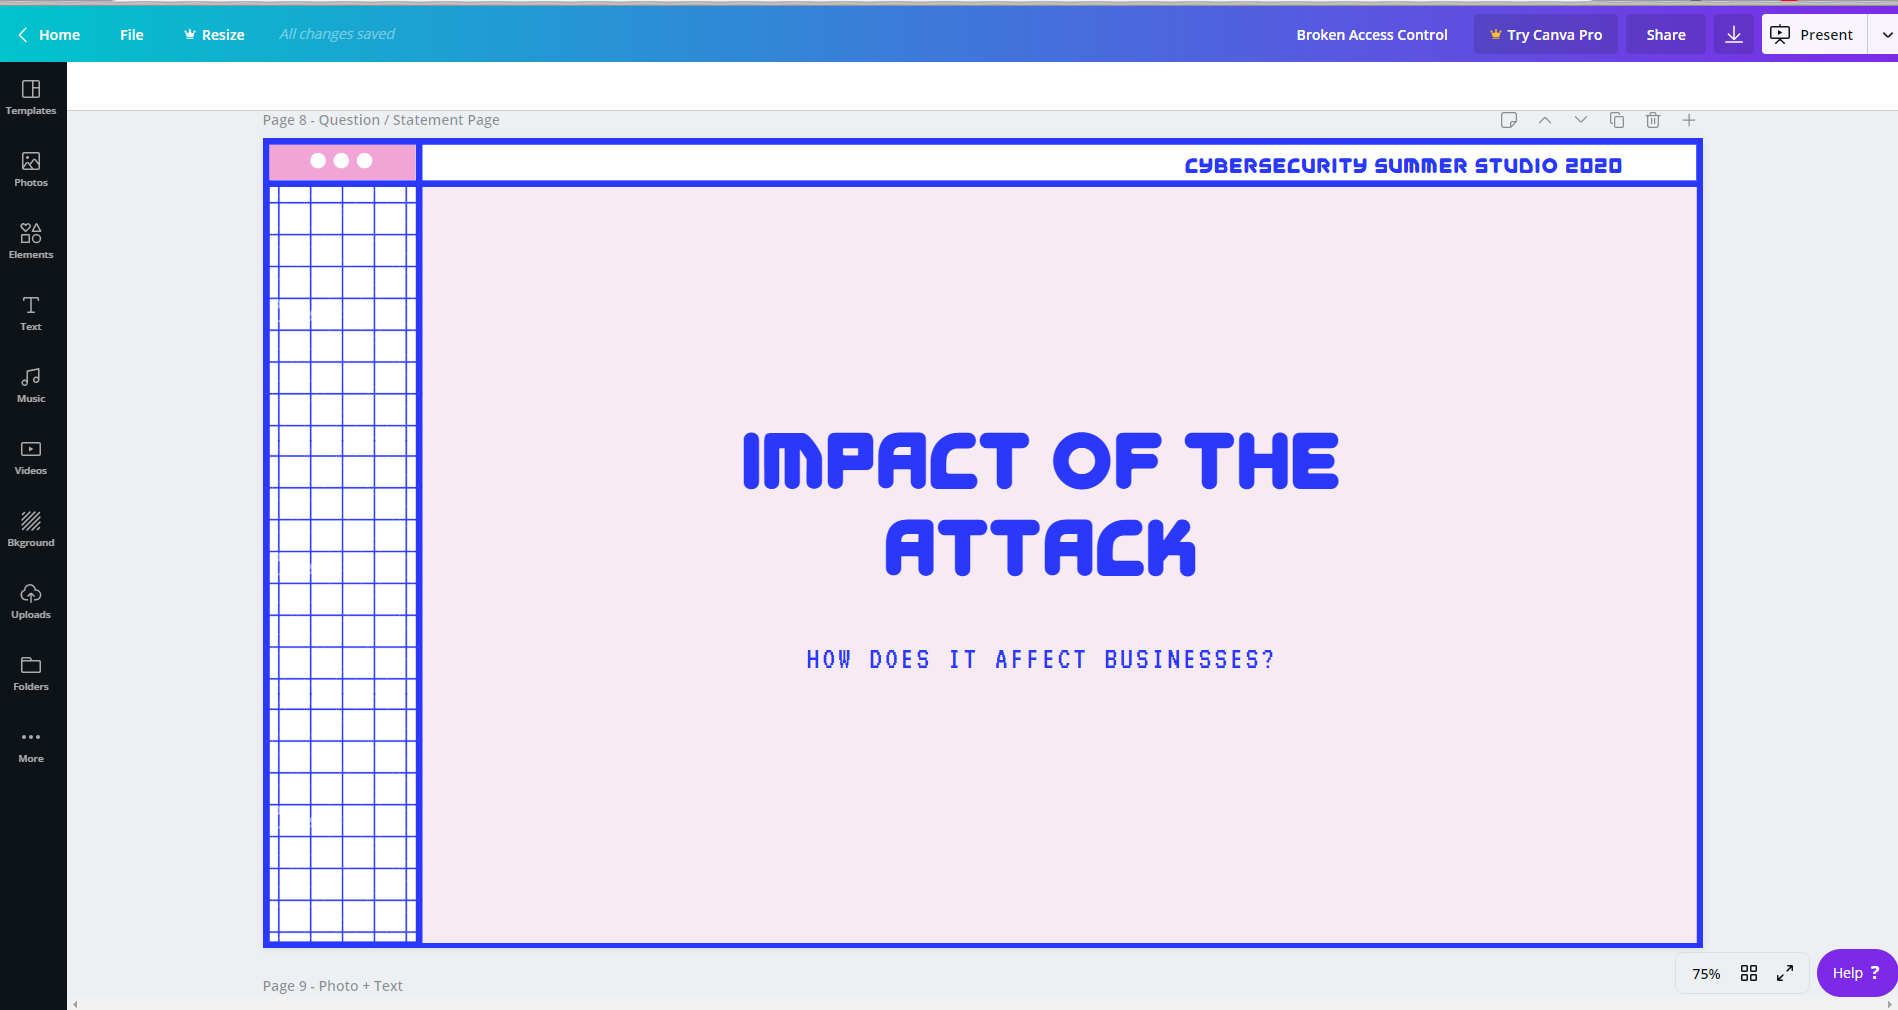 Home File Resize All changes saved Broken Access Control Try Canva Pro Share Present
Templates
Photos
Elements
Text
Music
Videos
Bkground
Uploads
Folders
More
Page 8 - Question / Statement Page
CYBERSECURITY SUMMER STUDIO 2020
IMPACT OF THE
ATTACK
HOW DOES IT AFFECT BUSINESSES?
Page 9 - Photo + Text
75%
Help ?